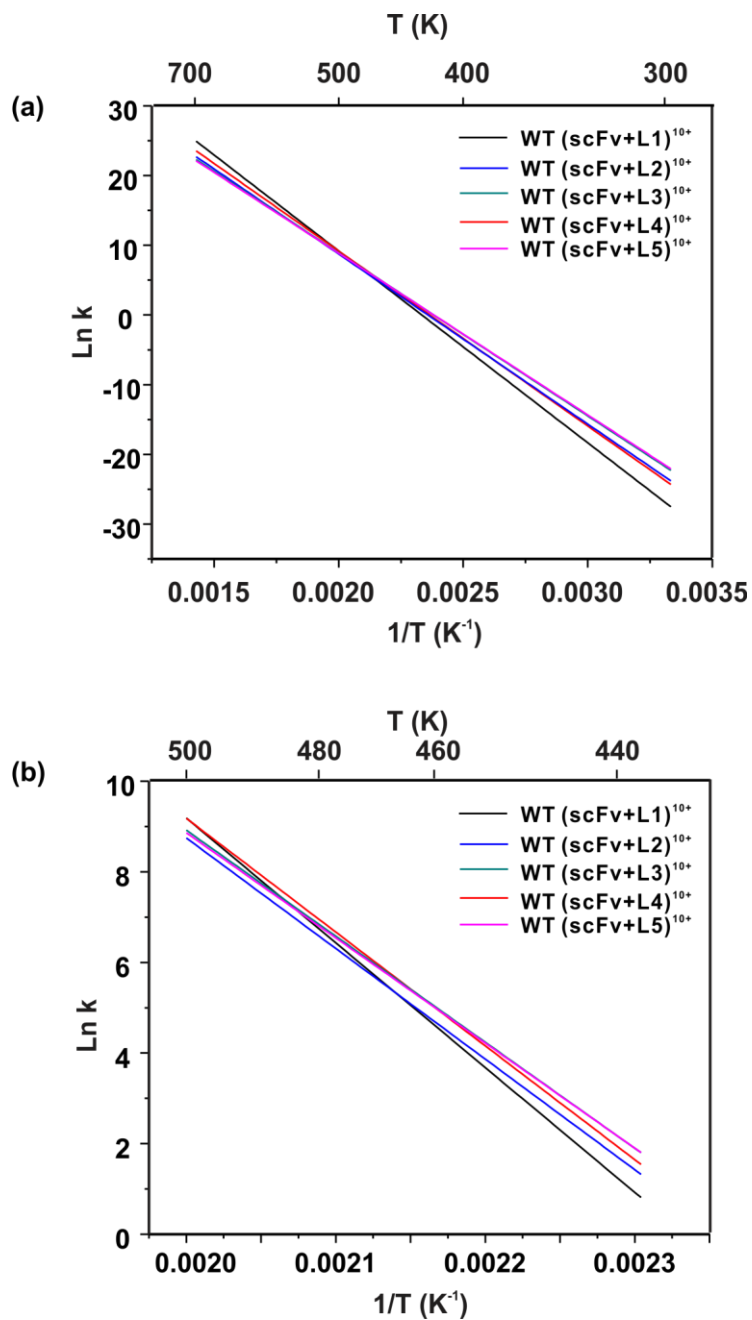 T (K)
700 500 400 300
(a)
30
20
10
0
-10
-20
-30
Ln k
WT (scFv+L1)¹⁰⁺
WT (scFv+L2)¹⁰⁺
WT (scFv+L3)¹⁰⁺
WT (scFv+L4)¹⁰⁺
WT (scFv+L5)¹⁰⁺
0.0015 0.0020 0.0025 0.0030 0.0035
1/T (K⁻¹)
T (K)
500 480 460 440
(b)
10
8
6
4
2
0
Ln k
WT (scFv+L1)¹⁰⁺
WT (scFv+L2)¹⁰⁺
WT (scFv+L3)¹⁰⁺
WT (scFv+L4)¹⁰⁺
WT (scFv+L5)¹⁰⁺
0.0020 0.0021 0.0022 0.0023
1/T (K⁻¹)